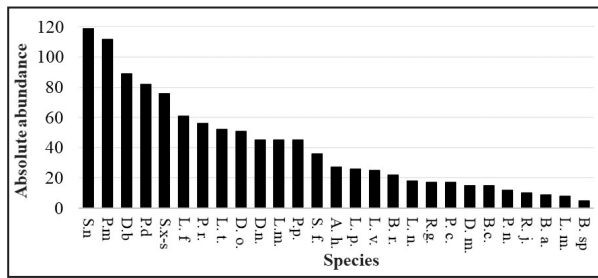 Absolute abundance
120
100
80
60
40
20
0
S.n
P.m
D.b
P.d
S.x-s
L. f
P. r.
L. t.
D. o.
D.n.
L.m.
P.p.
S. f.
A. h.
L. p.
L. v.
B. r.
L. n.
R.g.
P. c.
D. m.
B.c.
P. n.
R. j.
B. a.
L. m.
B. sp
Species